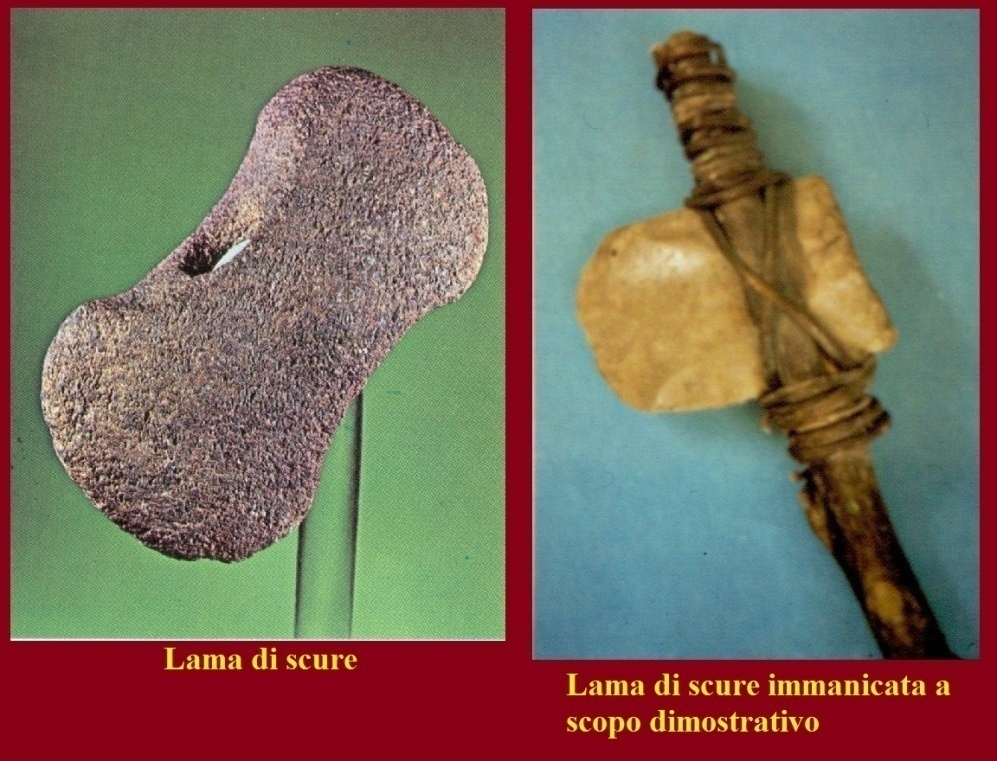 Lama di scure
Lama di scure immanicata a
scopo dimostrativo